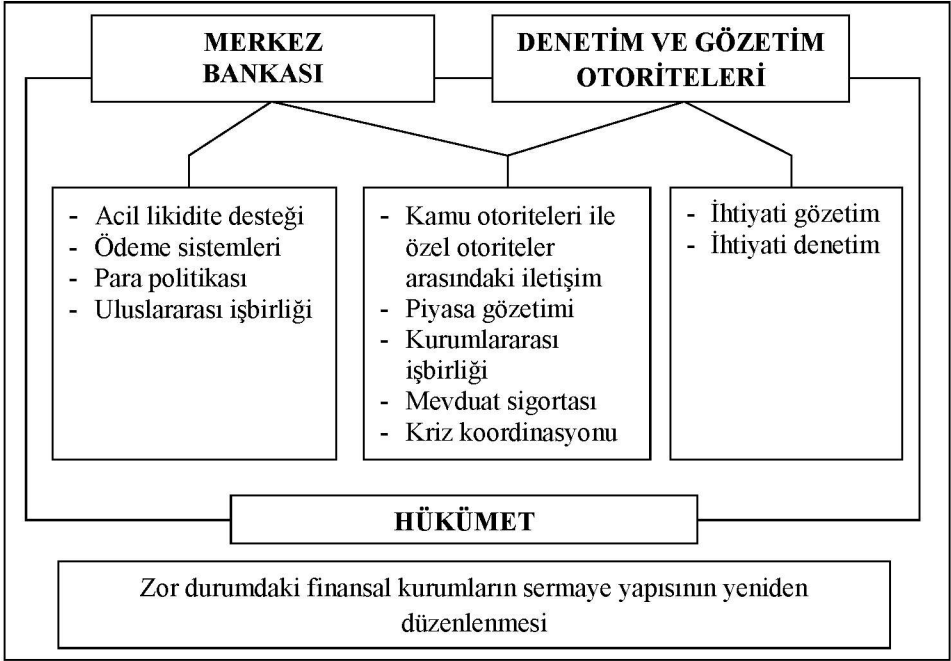 MERKEZ
BANKASI
DENETİM VE GÖZETİM
OTORİTELERİ
- Acil likidite desteği
- Ödeme sistemleri
- Para politikası
- Uluslararası işbirliği
- Kamu otoriteleri ile
özel otoriteler
arasındaki iletişim
- Piyasa gözetimi
- Kurumlararası
işbirliği
- Mevduat sigortası
- Kriz koordinasyonu
- İhtiyati gözetim
- İhtiyati denetim
HÜKÜMET
Zor durumdaki finansal kurumların sermaye yapısının yeniden
düzenlenmesi